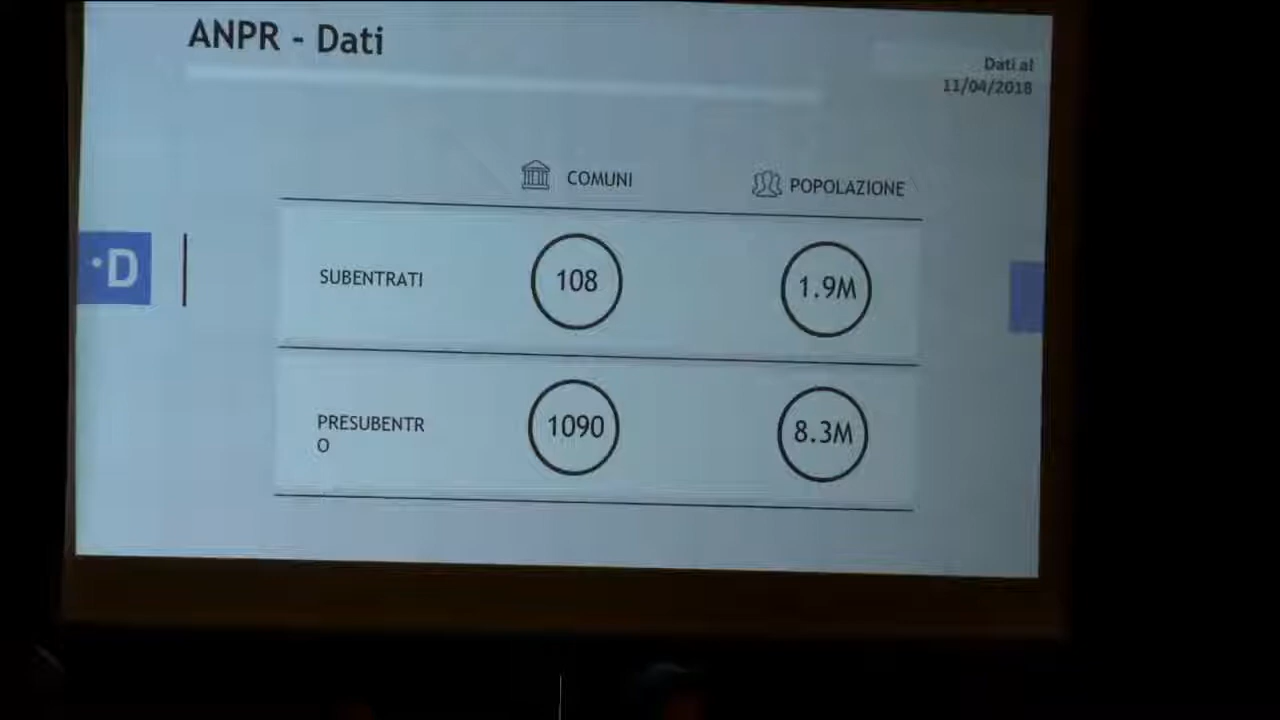 ANPR - Dati
Dati al
11/04/2018
COMUNI
POPOLAZIONE
SUBENTRATI
108
1.9M
PRESUBENTR
O
1090
8.3M
·D